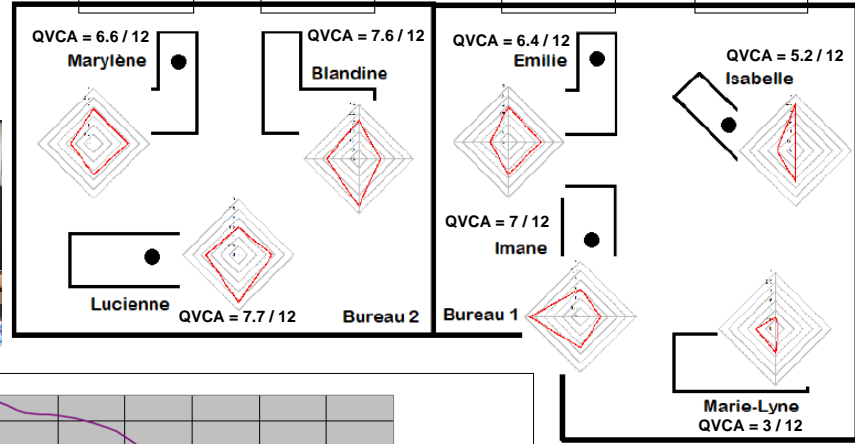 QVCA = 6.6 / 12
Marylène
QVCA = 7.6 / 12
Blandine
Lucienne
QVCA = 7.7 / 12
Bureau 2
QVCA = 6.4 / 12
Emilie
QVCA = 5.2 / 12
Isabelle
QVCA = 7 / 12
Imane
Bureau 1
Marie-Lyne
QVCA = 3 / 12